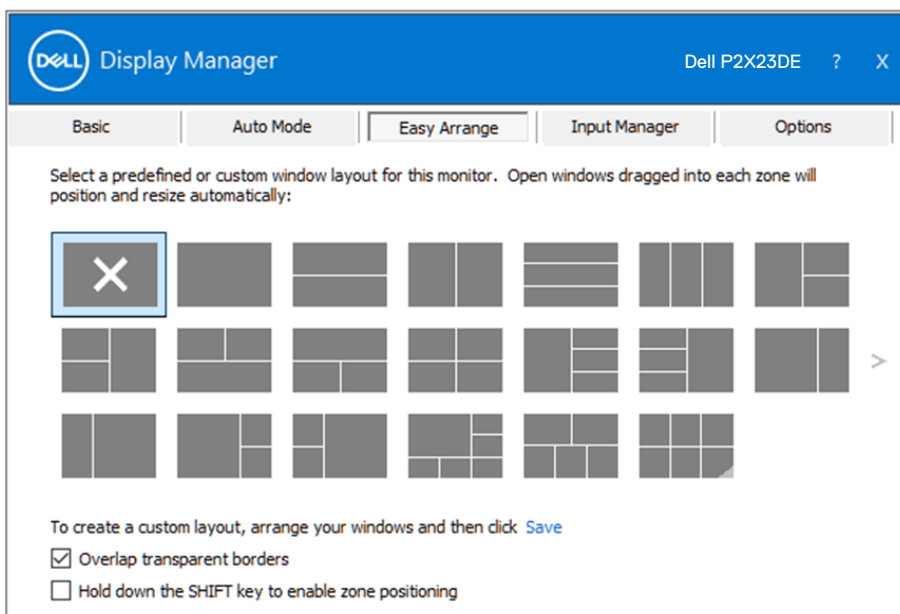 DELL Display Manager Dell P2X23DE ? X
Basic Auto Mode Easy Arrange Input Manager Options
Select a predefined or custom window layout for this monitor. Open windows dragged into each zone will
position and resize automatically:
>
To create a custom layout, arrange your windows and then click Save
Overlap transparent borders
Hold down the SHIFT key to enable zone positioning